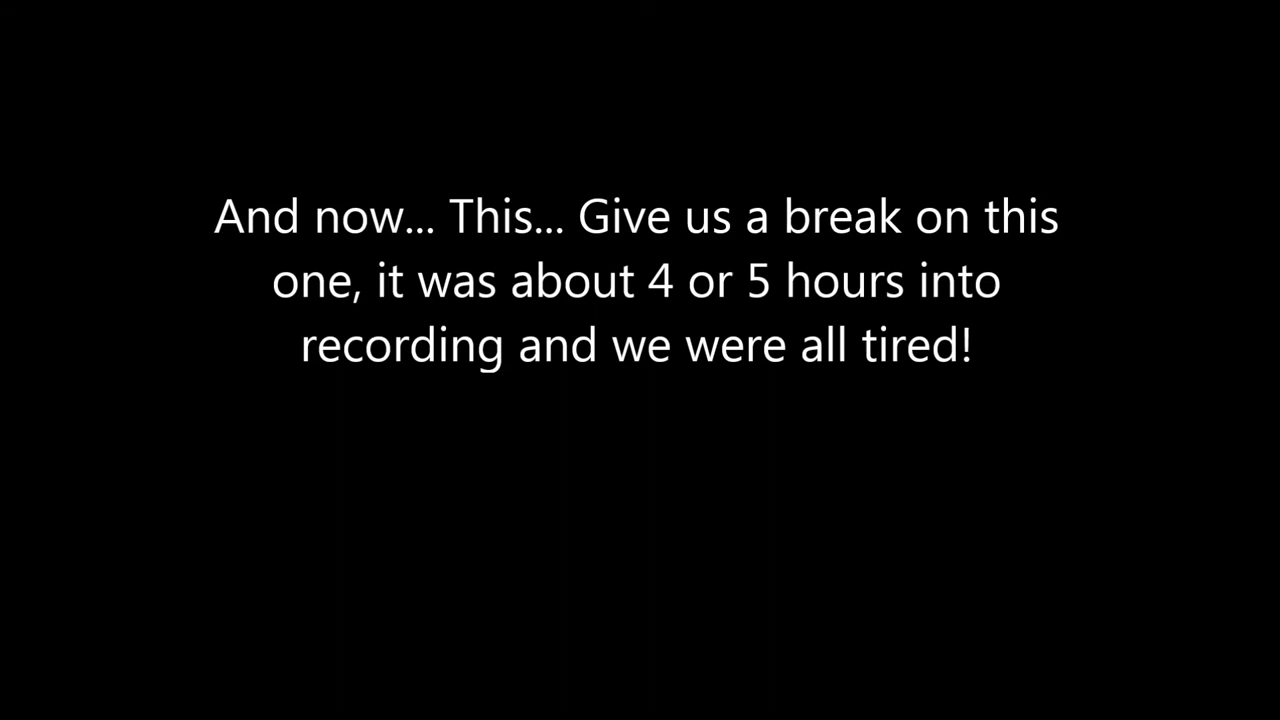 And now... This... Give us a break on this
one, it was about 4 or 5 hours into
recording and we were all tired!